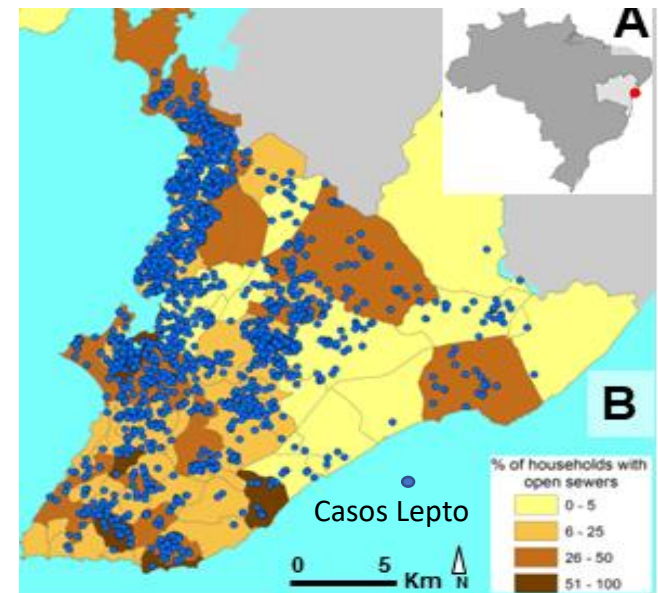 A
B
% of households with
open sewers
0 - 5
6 - 25
26 - 50
51 - 100
Casos Lepto
0 5 Km N